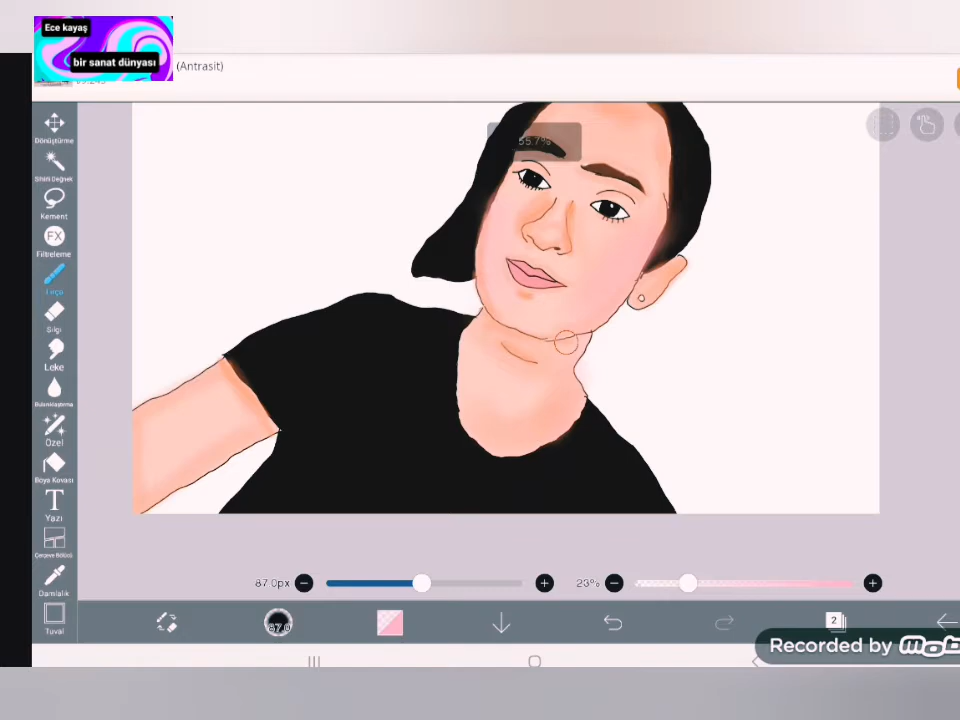 Ece kayaş
bir sanat dünyası
(Antrasit)
55.7%
Dönüştürme
Sihirli Değnek
Kement
FX
Filtreleme
Fırça
Silgi
Leke
Bulanıklaştırma
Özel
Boya Kovası
T
Yazı
Çerçeve Bölücü
Damlalık
Tuval
87.0px
23%
87.0
2
Recorded by mob